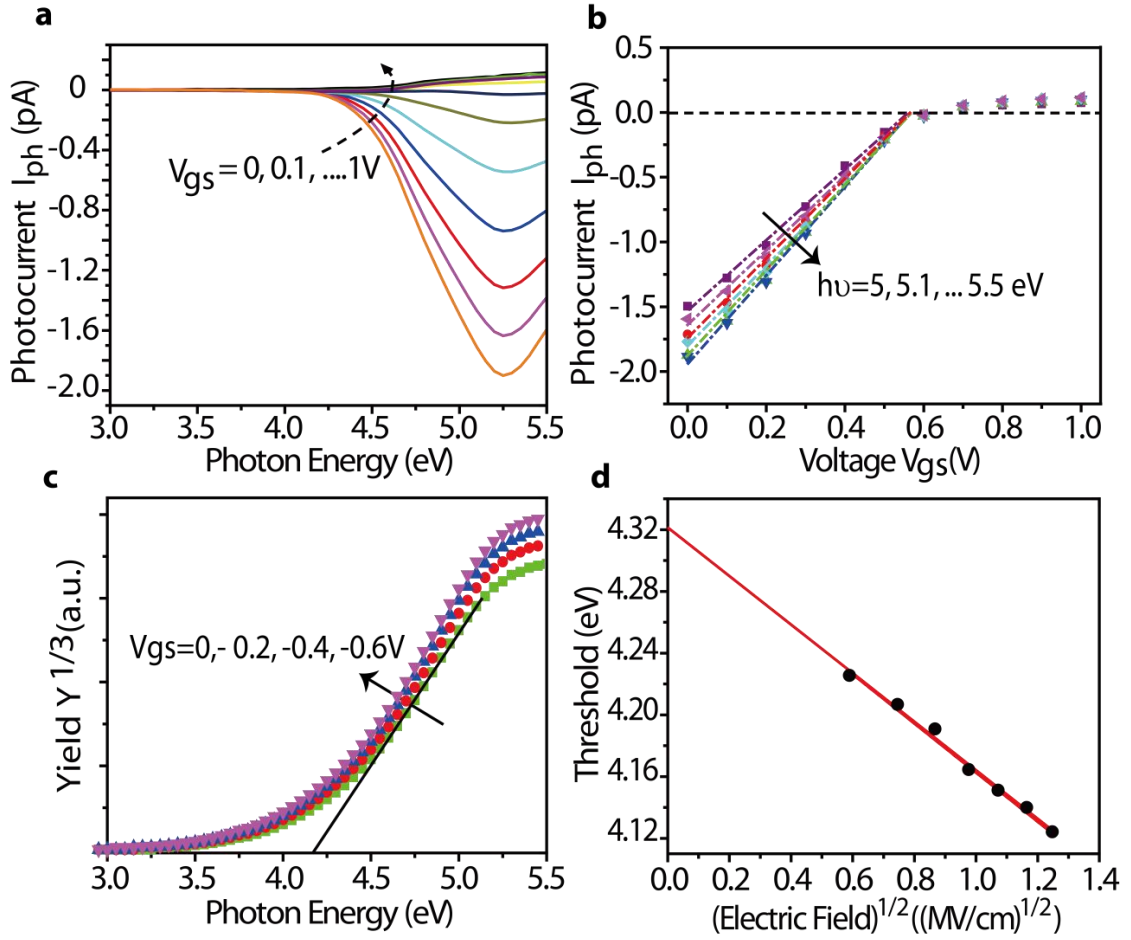 a
Photocurrent Iph (pA)
0
-0.4
-0.8
-1.2
-1.6
-2.0
Vgs = 0, 0.1, ....1V
3.0 3.5 4.0 4.5 5.0 5.5
Photon Energy (eV)
b
Photocurrent Iph (pA)
0.5
0.0
-0.5
-1.0
-1.5
-2.0
hυ=5, 5.1, ... 5.5 eV
0.0 0.2 0.4 0.6 0.8 1.0
Voltage Vgs(V)
c
Yield Y 1/3(a.u.)
Vgs=0,- 0.2, -0.4, -0.6V
3.0 3.5 4.0 4.5 5.0 5.5
Photon Energy (eV)
d
Threshold (eV)
4.32
4.28
4.24
4.20
4.16
4.12
0.0 0.2 0.4 0.6 0.8 1.0 1.2 1.4
(Electric Field)1/2((MV/cm)1/2)